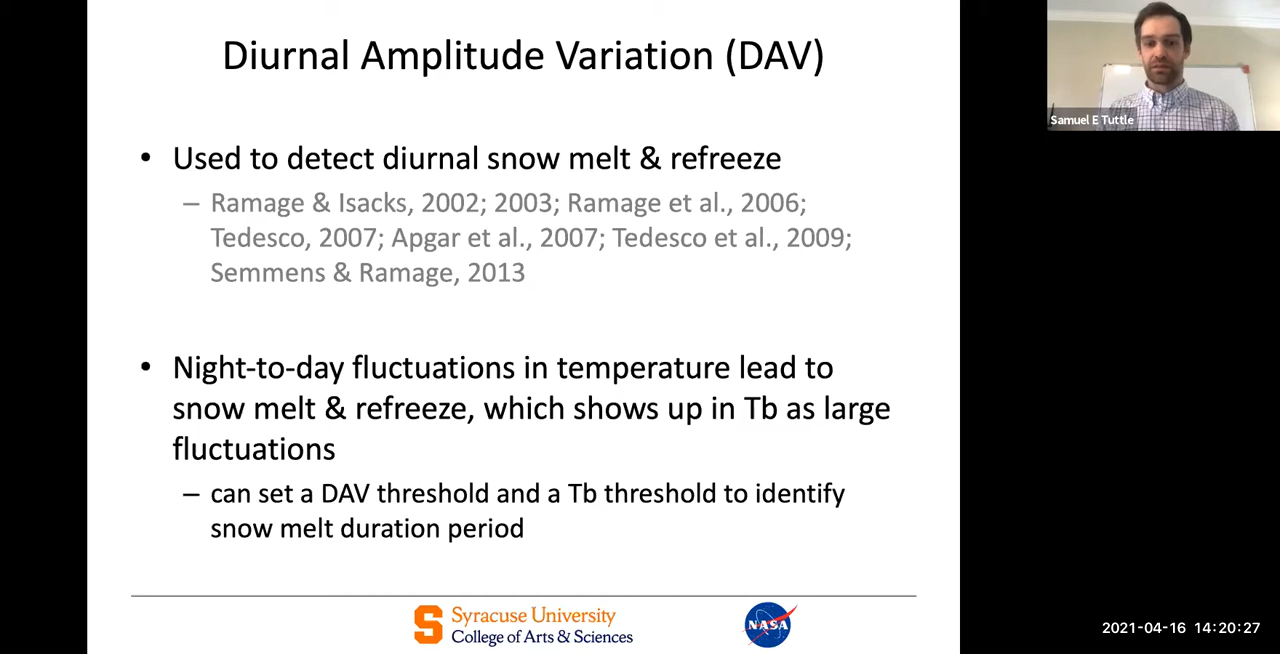 Diurnal Amplitude Variation (DAV)
• Used to detect diurnal snow melt & refreeze
– Ramage & Isacks, 2002; 2003; Ramage et al., 2006;
Tedesco, 2007; Apgar et al., 2007; Tedesco et al., 2009;
Semmens & Ramage, 2013
• Night-to-day fluctuations in temperature lead to
snow melt & refreeze, which shows up in Tb as large
fluctuations
– can set a DAV threshold and a Tb threshold to identify
snow melt duration period
S Syracuse University
College of Arts & Sciences
NASA
Samuel E Tuttle
2021-04-16 14:20:27